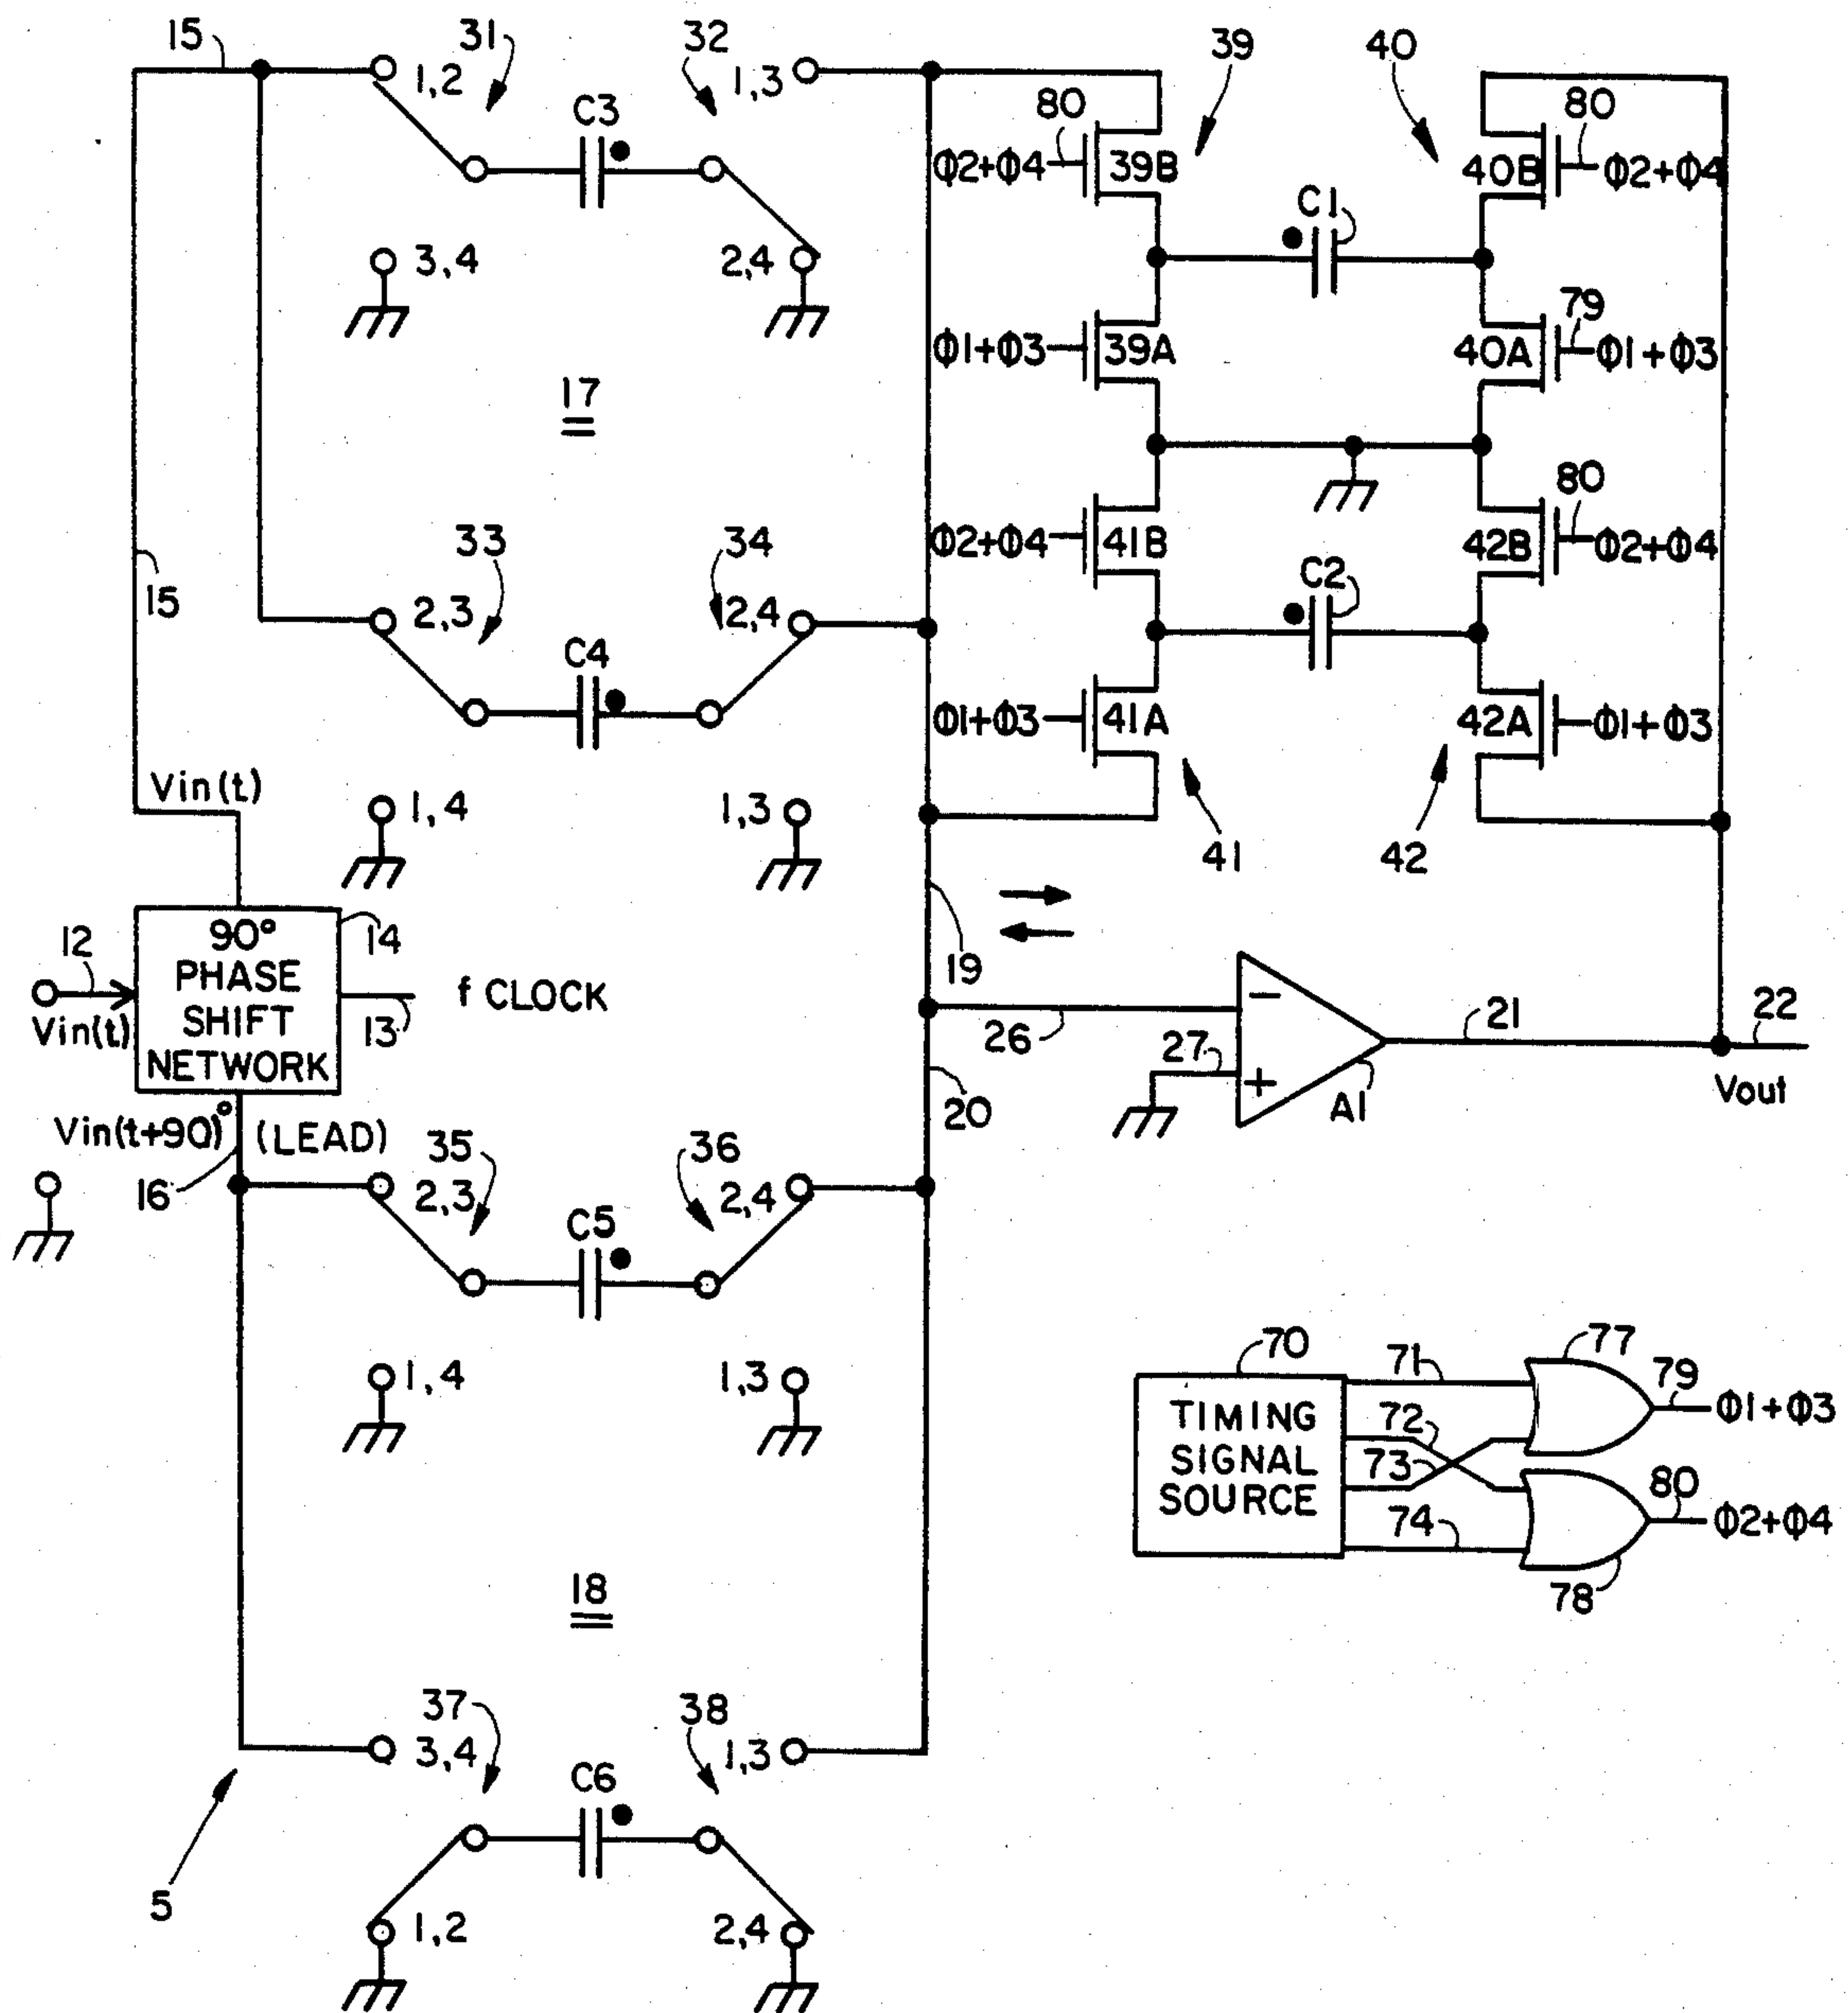 15
31
32
39
40
1,2
1,3
C3
80
80
Φ2+Φ4
39B
40B
Φ2+Φ4
C1
3,4
2,4
79
Φ1+Φ3
39A
40A
Φ1+Φ3
17
80
33
34
Φ2+Φ4
41B
42B
Φ2+Φ4
C2
15
2,3
2,4
C4
Φ1+Φ3
41A
42A
Φ1+Φ3
Vin(t)
1,4
1,3
41
42
12
90°
PHASE
SHIFT
NETWORK
14
f CLOCK
13
Vin(t)
19
26
27
−
+
A1
21
22
Vout
20
Vin(t+90)° (LEAD)
16
35
36
2,3
2,4
C5
70
71
77
79
Φ1+Φ3
TIMING
SIGNAL
SOURCE
72
73
74
80
Φ2+Φ4
78
1,4
1,3
18
37
38
3,4
1,3
C6
5
1,2
2,4